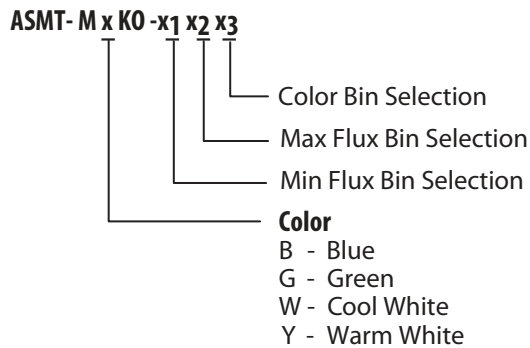 ASMT- M x K0 -x1 x2 x3
Color Bin Selection
Max Flux Bin Selection
Min Flux Bin Selection
Color
B - Blue
G - Green
W - Cool White
Y - Warm White